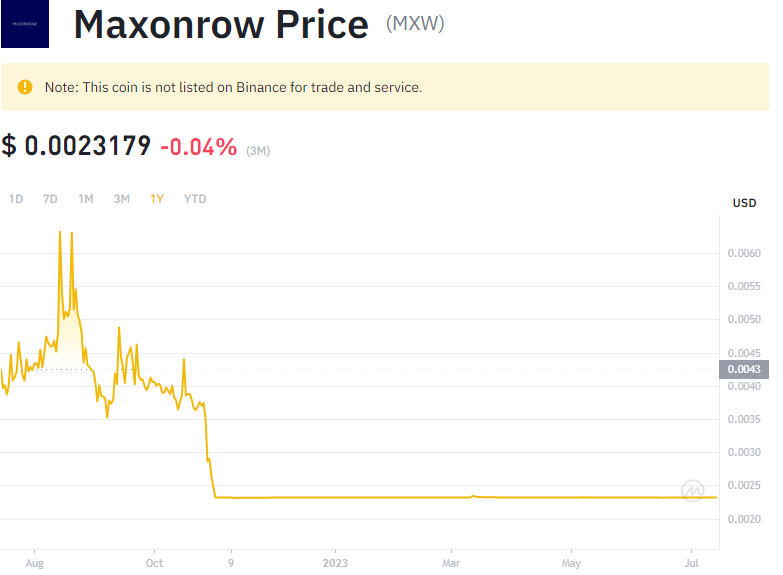 MAXONROW
Maxonrow Price (MXW)
Note: This coin is not listed on Binance for trade and service.
$ 0.0023179 -0.04% (3M)
1D 7D 1M 3M 1Y YTD
USD
0.0060
0.0055
0.0050
0.0045
0.0043
0.0040
0.0035
0.0030
0.0025
0.0020
Aug Oct 9 2023 Mar May Jul